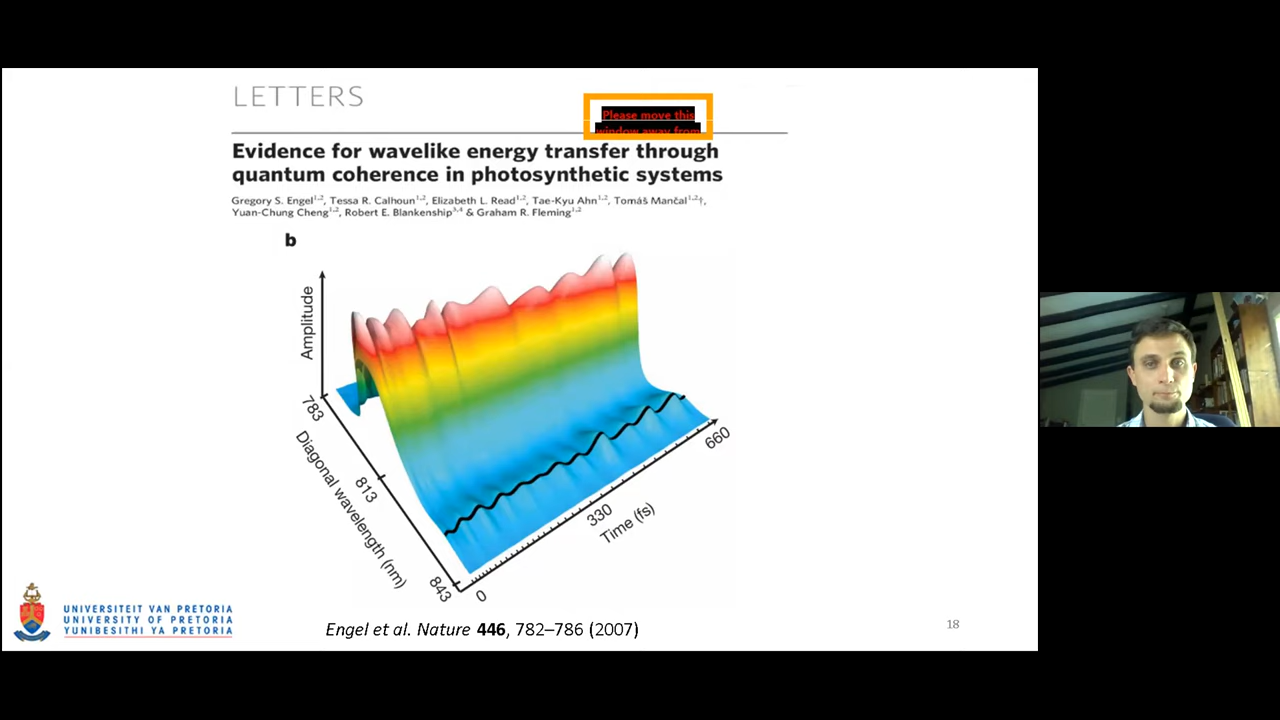 LETTERS
Please move this
window away from
Evidence for wavelike energy transfer through
quantum coherence in photosynthetic systems
Gregory S. Engel1,2, Tessa R. Calhoun1,2, Elizabeth L. Read1,2, Tae-Kyu Ahn1,2, Tomáš Mančal1,2†,
Yuan-Chung Cheng1,2, Robert E. Blankenship3,4 & Graham R. Fleming1,2
b
Amplitude
783
813
843
Diagonal wavelength (nm)
0
330
660
Time (fs)
UNIVERSITEIT VAN PRETORIA
UNIVERSITY OF PRETORIA
YUNIBESITHI YA PRETORIA
Engel et al. Nature 446, 782–786 (2007)
18